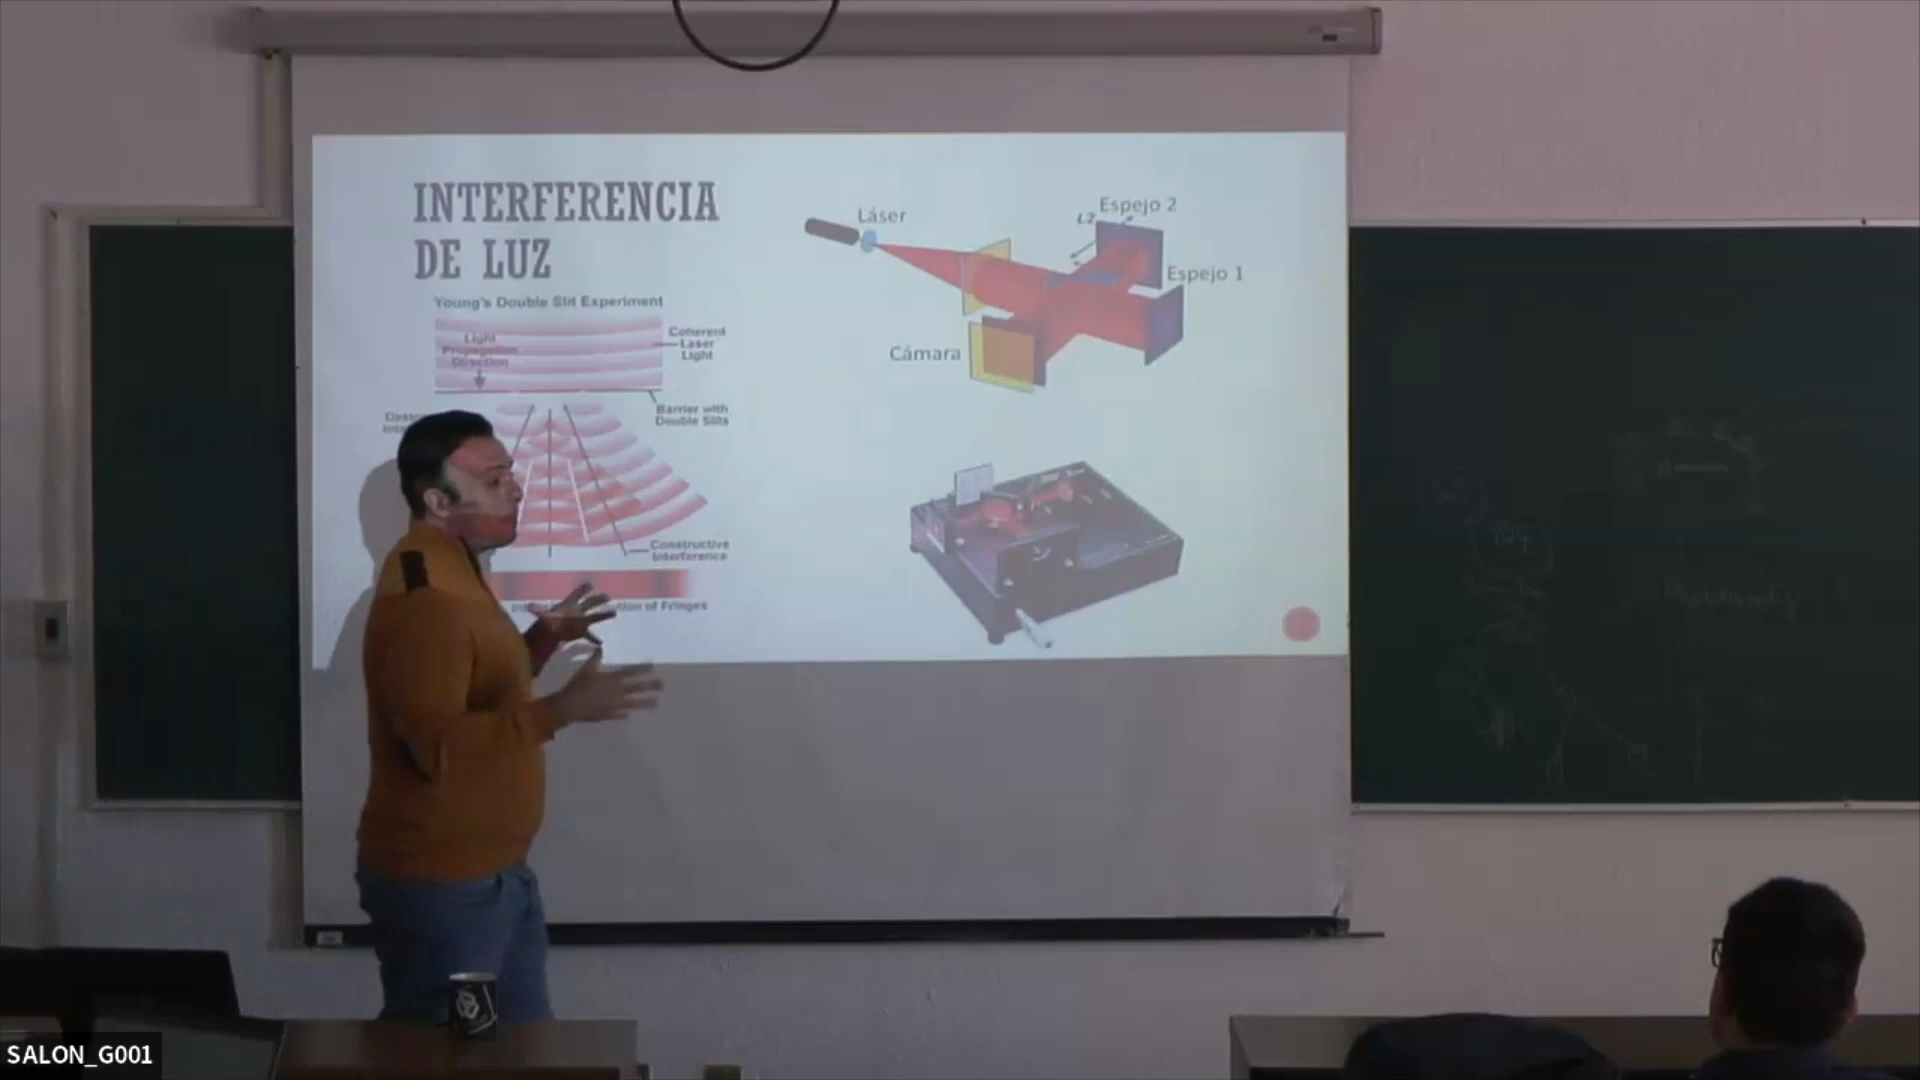 INTERFERENCIA
DE LUZ
Young's Double Slit Experiment
Light
Propagation
Direction
Coherent
Laser
Light
Barrier with
Double Slits
Constructive
Interference
tion of Fringes
Láser
Espejo 2
L2
Espejo 1
Cámara
SALON_G001